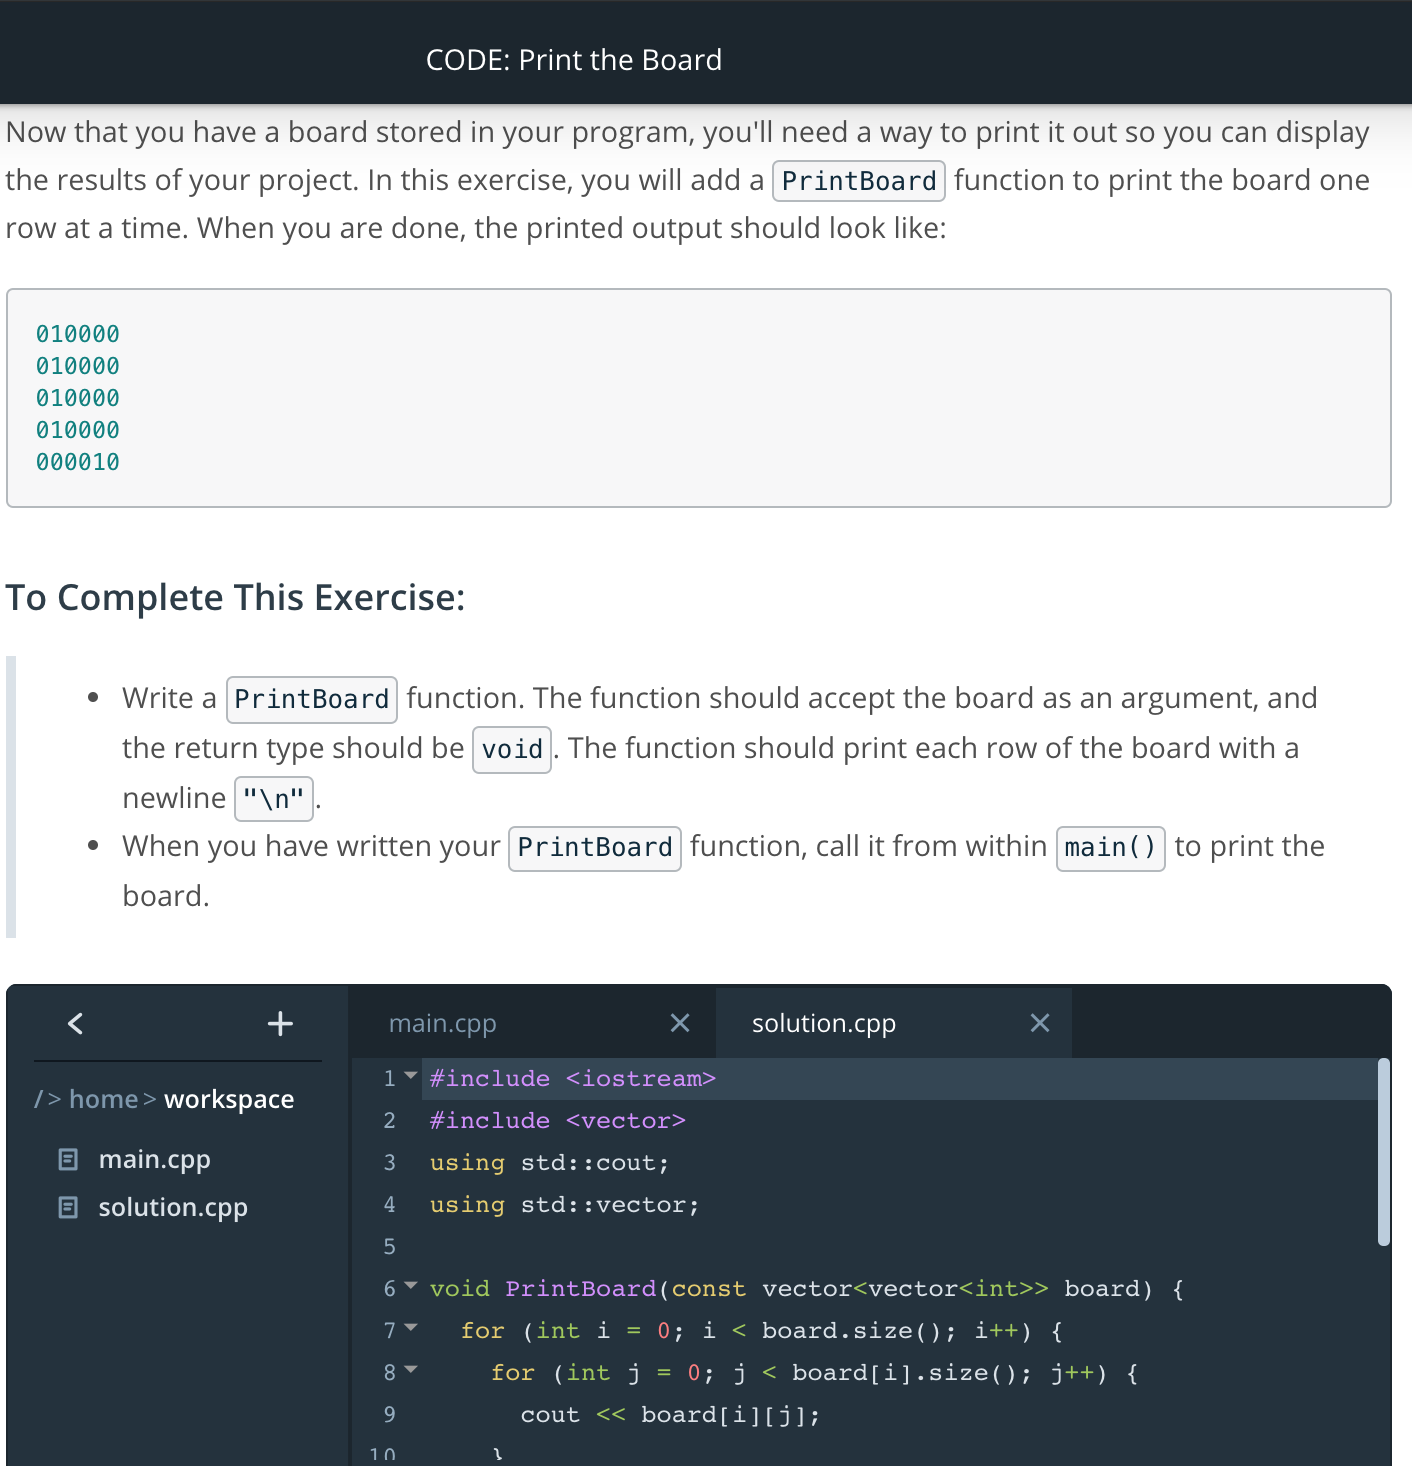 CODE: Print the Board
Now that you have a board stored in your program, you'll need a way to print it out so you can display
the results of your project. In this exercise, you will add a PrintBoard function to print the board one
row at a time. When you are done, the printed output should look like:
010000
010000
010000
010000
000010
To Complete This Exercise:
• Write a PrintBoard function. The function should accept the board as an argument, and
the return type should be void. The function should print each row of the board with a
newline "\n".
• When you have written your PrintBoard function, call it from within main() to print the
board.
main.cpp
solution.cpp
/ > home > workspace
main.cpp
solution.cpp
1 #include <iostream>
2 #include <vector>
3 using std::cout;
4 using std::vector;
5
6 void PrintBoard(const vector<vector<int>> board) {
7   for (int i = 0; i < board.size(); i++) {
8     for (int j = 0; j < board[i].size(); j++) {
9       cout << board[i][j];
10     }